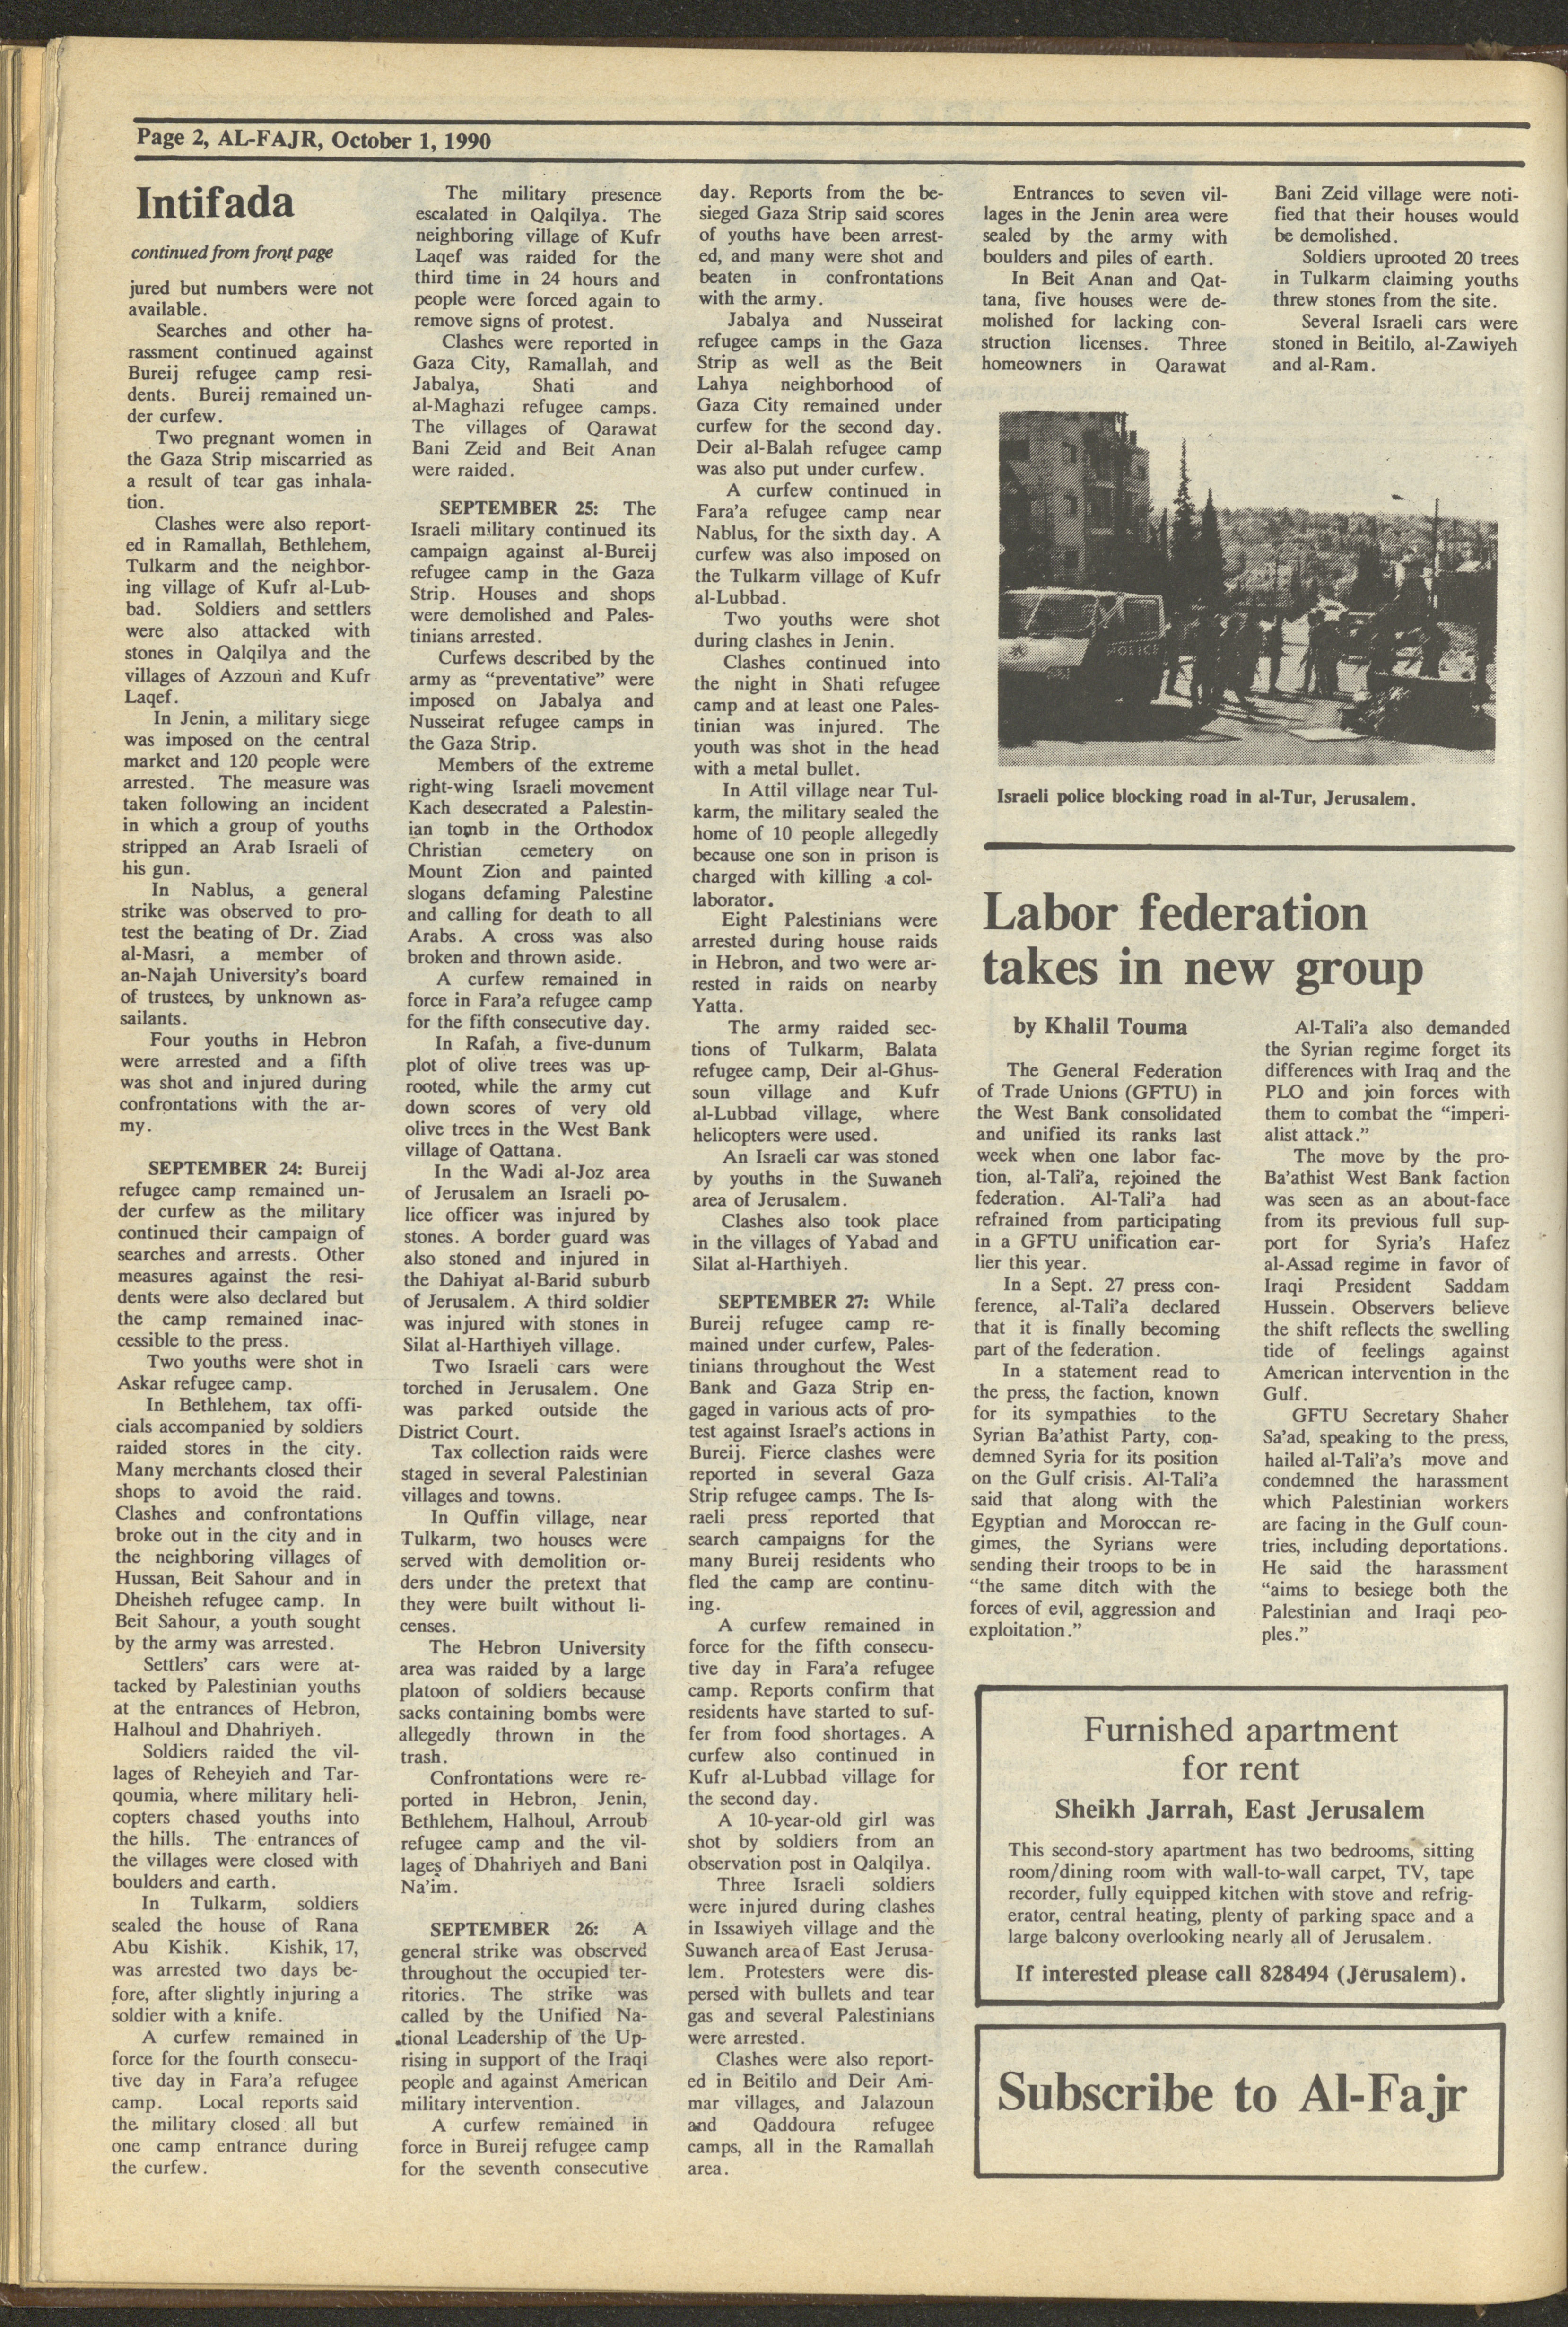 Page 2, AL-FAJR, October 1, 1990
Intifada
continued from front page
jured but numbers were not
available.
Searches and other ha-
rassment continued against
Bureij refugee camp resi-
dents. Bureij remained un-
der curfew.
Two pregnant women in
the Gaza Strip miscarried as
a result of tear gas inhala-
tion.
Clashes were also report-
ed in Ramallah, Bethlehem,
Tulkarm and the neighbor-
ing village of Kufr al-Lub-
bad. Soldiers and settlers
were also attacked with
stones in Qalqilya and the
villages of Azzoun and Kufr
Laqef.
In Jenin, a military siege
was imposed on the central
market and 120 people were
arrested. The measure was
taken following an incident
in which a group of youths
stripped an Arab Israeli of
his gun.
In Nablus, a general
strike was observed to pro-
test the beating of Dr. Ziad
al-Masri, a member of
an-Najah University's board
of trustees, by unknown as-
sailants.
Four youths in Hebron
were arrested and a fifth
was shot and injured during
confrontations with the ar-
my.
SEPTEMBER 24: Bureij
refugee camp remained un-
der curfew as the military
continued their campaign of
searches and arrests. Other
measures against the resi-
dents were also declared but
the camp remained inac-
cessible to the press.
Two youths were shot in
Askar refugee camp.
In Bethlehem, tax offi-
cials accompanied by soldiers
raided stores in the city.
Many merchants closed their
shops to avoid the raid.
Clashes and confrontations
broke out in the city and in
the neighboring villages of
Hussan, Beit Sahour and in
Dheisheh refugee camp. In
Beit Sahour, a youth sought
by the army was arrested.
Settlers' cars were at-
tacked by Palestinian youths
at the entrances of Hebron,
Halhoul and Dhahriyeh.
Soldiers raided the vil-
lages of Reheyieh and Tar-
qoumia, where military heli-
copters chased youths into
the hills. The entrances of
the villages were closed with
boulders and earth.
In Tulkarm, soldiers
sealed the house of Rana
Abu Kishik. Kishik, 17,
was arrested two days be-
fore, after slightly injuring a
soldier with a knife.
A curfew remained in
force for the fourth consecu-
tive day in Fara'a refugee
camp. Local reports said
the military closed all but
one camp entrance during
the curfew.
The military presence
escalated in Qalqilya. The
neighboring village of Kufr
Laqef was raided for the
third time in 24 hours and
people were forced again to
remove signs of protest.
Clashes were reported in
Gaza City, Ramallah, and
Jabalya, Shati and
al-Maghazi refugee camps.
The villages of Qarawat
Bani Zeid and Beit Anan
were raided.
SEPTEMBER 25: The
Israeli military continued its
campaign against al-Bureij
refugee camp in the Gaza
Strip. Houses and shops
were demolished and Pales-
tinians arrested.
Curfews described by the
army as “preventative” were
imposed on Jabalya and
Nusseirat refugee camps in
the Gaza Strip.
Members of the extreme
right-wing Israeli movement
Kach desecrated a Palestin-
ian tomb in the Orthodox
Christian cemetery on
Mount Zion and painted
slogans defaming Palestine
and calling for death to all
Arabs. A cross was also
broken and thrown aside.
A curfew remained in
force in Fara'a refugee camp
for the fifth consecutive day.
In Rafah, a five-dunum
plot of olive trees was up-
rooted, while the army cut
down scores of very old
olive trees in the West Bank
village of Qattana.
In the Wadi al-Joz area
of Jerusalem an Israeli po-
lice officer was injured by
stones. A border guard was
also stoned and injured in
the Dahiyat al-Barid suburb
of Jerusalem. A third soldier
was injured with stones in
Silat al-Harthiyeh village.
Two Israeli cars were
torched in Jerusalem. One
was parked outside the
District Court.
Tax collection raids were
staged in several Palestinian
villages and towns.
In Quffin village, near
Tulkarm, two houses were
served with demolition or-
ders under the pretext that
they were built without li-
censes.
The Hebron University
area was raided by a large
platoon of soldiers because
sacks containing bombs were
allegedly thrown in the
trash.
Confrontations were re-
ported in Hebron, Jenin,
Bethlehem, Halhoul, Arroub
refugee camp and the vil-
lages of Dhahriyeh and Bani
Na'im.
SEPTEMBER 26: A
general strike was observed
throughout the occupied ter-
ritories. The strike was
called by the Unified Na-
tional Leadership of the Up-
rising in support of the Iraqi
people and against American
military intervention.
A curfew remained in
force in Bureij refugee camp
for the seventh consecutive
day. Reports from the be-
sieged Gaza Strip said scores
of youths have been arrest-
ed, and many were shot and
beaten in confrontations
with the army.
Jabalya and Nusseirat
refugee camps in the Gaza
Strip as well as the Beit
Lahya neighborhood of
Gaza City remained under
curfew for the second day.
Deir al-Balah refugee camp
was also put under curfew.
A curfew continued in
Fara'a refugee camp near
Nablus, for the sixth day. A
curfew was also imposed on
the Tulkarm village of Kufr
al-Lubbad.
Two youths were shot
during clashes in Jenin.
Clashes continued into
the night in Shati refugee
camp and at least one Pales-
tinian was injured. The
youth was shot in the head
with a metal bullet.
In Attil village near Tul-
karm, the military sealed the
home of 10 people allegedly
because one son in prison is
charged with killing a col-
laborator.
Eight Palestinians were
arrested during house raids
in Hebron, and two were ar-
rested in raids on nearby
Yatta.
The army raided sec-
tions of Tulkarm, Balata
refugee camp, Deir al-Ghus-
soun village and Kufr
al-Lubbad village, where
helicopters were used.
An Israeli car was stoned
by youths in the Suwaneh
area of Jerusalem.
Clashes also took place
in the villages of Yabad and
Silat al-Harthiyeh.
SEPTEMBER 27: While
Bureij refugee camp re-
mained under curfew, Pales-
tinians throughout the West
Bank and Gaza Strip en-
gaged in various acts of pro-
test against Israel's actions in
Bureij. Fierce clashes were
reported in several Gaza
Strip refugee camps. The Is-
raeli press reported that
search campaigns for the
many Bureij residents who
fled the camp are continu-
ing.
A curfew remained in
force for the fifth consecu-
tive day in Fara'a refugee
camp. Reports confirm that
residents have started to suf-
fer from food shortages. A
curfew also continued in
Kufr al-Lubbad village for
the second day.
A 10-year-old girl was
shot by soldiers from an
observation post in Qalqilya.
Three Israeli soldiers
were injured during clashes
in Issawiyeh village and the
Suwaneh area of East Jerusa-
lem. Protesters were dis-
persed with bullets and tear
gas and several Palestinians
were arrested.
Clashes were also report-
ed in Beitilo and Deir Am-
mar villages, and Jalazoun
and Qaddoura refugee
camps, all in the Ramallah
area.
Entrances to seven vil-
lages in the Jenin area were
sealed by the army with
boulders and piles of earth.
In Beit Anan and Qat-
tana, five houses were de-
molished for lacking con-
struction licenses. Three
homeowners in Qarawat
Bani Zeid village were noti-
fied that their houses would
be demolished.
Soldiers uprooted 20 trees
in Tulkarm claiming youths
threw stones from the site.
Several Israeli cars were
stoned in Beitilo, al-Zawiyeh
and al-Ram.
POLICE
Israeli police blocking road in al-Tur, Jerusalem.
Labor federation
takes in new group
by Khalil Touma
The General Federation
of Trade Unions (GFTU) in
the West Bank consolidated
and unified its ranks last
week when one labor fac-
tion, al-Tali'a, rejoined the
federation. Al-Tali'a had
refrained from participating
in a GFTU unification ear-
lier this year.
In a Sept. 27 press con-
ference, al-Tali'a declared
that it is finally becoming
part of the federation.
In a statement read to
the press, the faction, known
for its sympathies to the
Syrian Ba'athist Party, con-
demned Syria for its position
on the Gulf crisis. Al-Tali'a
said that along with the
Egyptian and Moroccan re-
gimes, the Syrians were
sending their troops to be in
“the same ditch with the
forces of evil, aggression and
exploitation.”
Al-Tali'a also demanded
the Syrian regime forget its
differences with Iraq and the
PLO and join forces with
them to combat the “imperi-
alist attack.”
The move by the pro-
Ba'athist West Bank faction
was seen as an about-face
from its previous full sup-
port for Syria's Hafez
al-Assad regime in favor of
Iraqi President Saddam
Hussein. Observers believe
the shift reflects the swelling
tide of feelings against
American intervention in the
Gulf.
GFTU Secretary Shaher
Sa'ad, speaking to the press,
hailed al-Tali'a's move and
condemned the harassment
which Palestinian workers
are facing in the Gulf coun-
tries, including deportations.
He said the harassment
“aims to besiege both the
Palestinian and Iraqi peo-
ples.”
Furnished apartment
for rent
Sheikh Jarrah, East Jerusalem
This second-story apartment has two bedrooms, sitting
room/dining room with wall-to-wall carpet, TV, tape
recorder, fully equipped kitchen with stove and refrig-
erator, central heating, plenty of parking space and a
large balcony overlooking nearly all of Jerusalem.
If interested please call 828494 (Jerusalem).
Subscribe to Al-Fajr